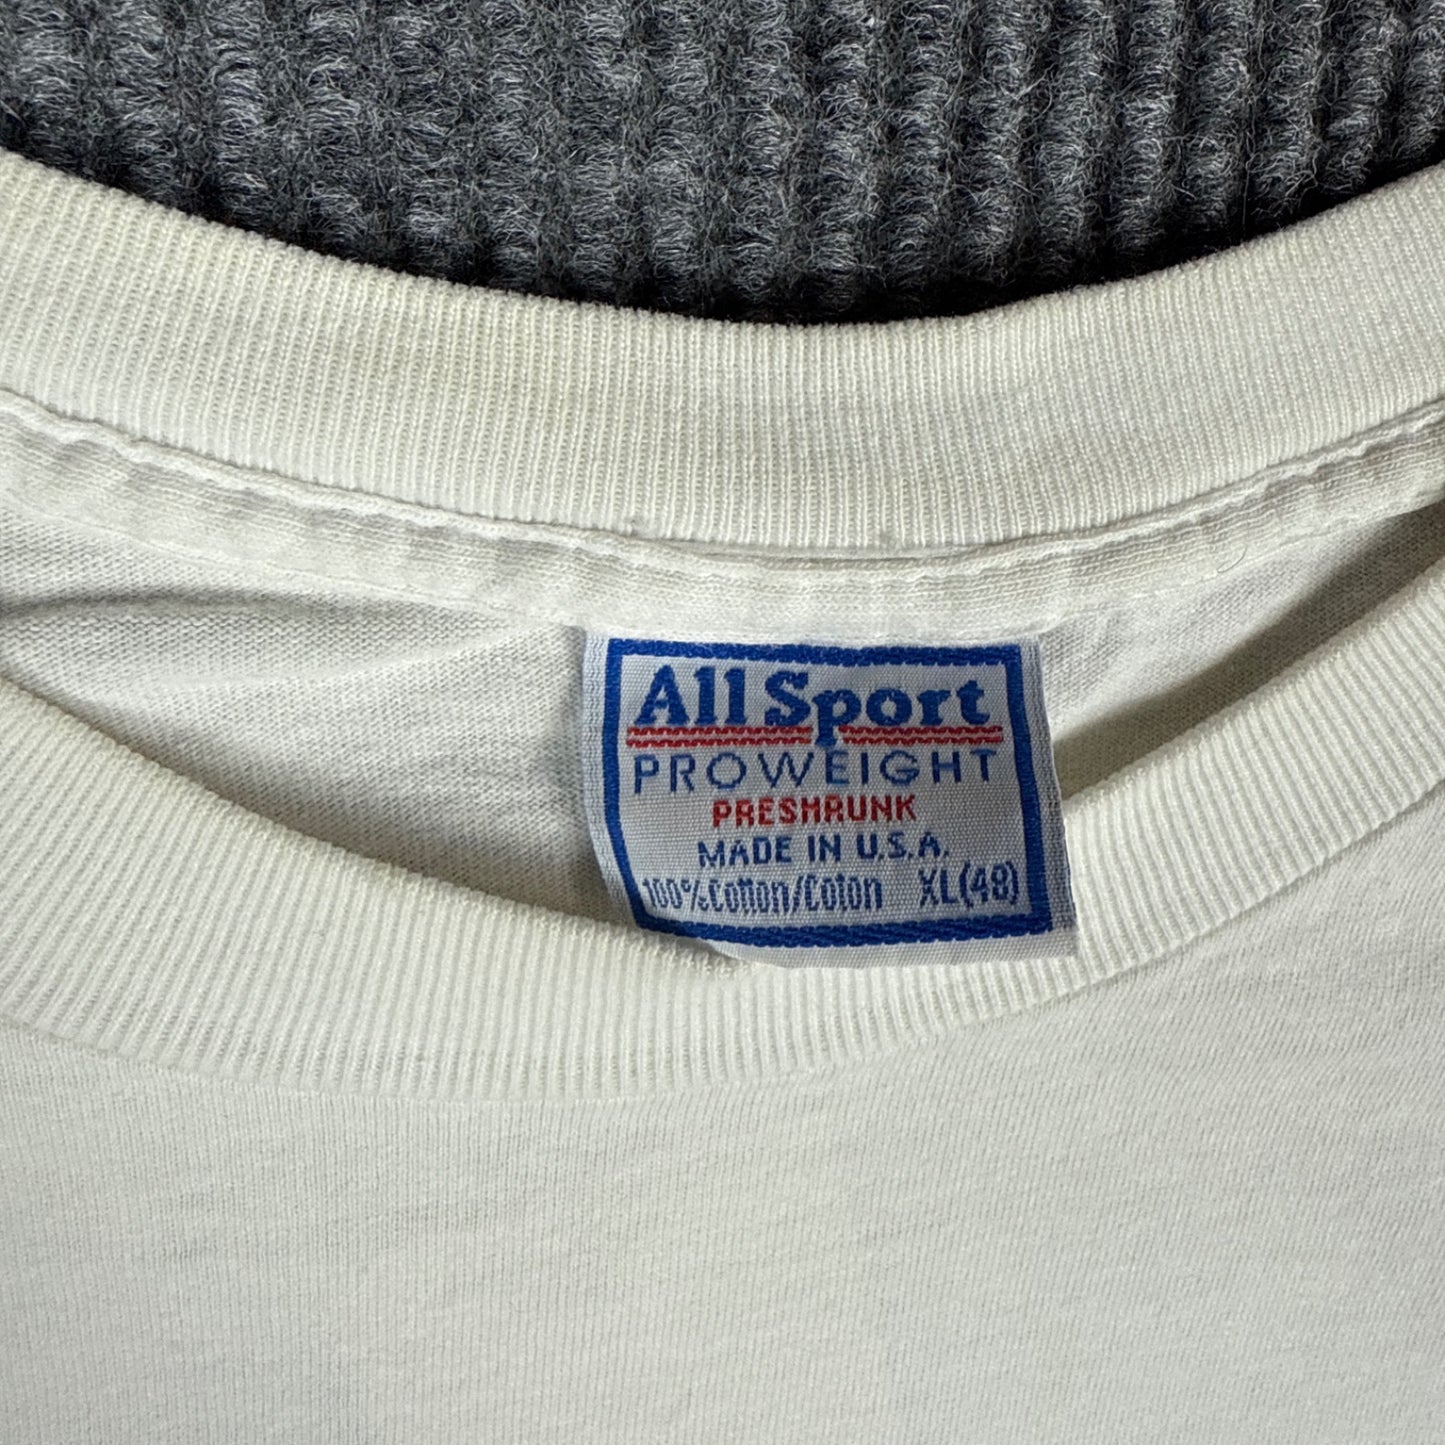 All Sport
PROWEIGHT
PRESHRUNK
MADE IN U.S.A.
100% Cotton/Coton XL(48)